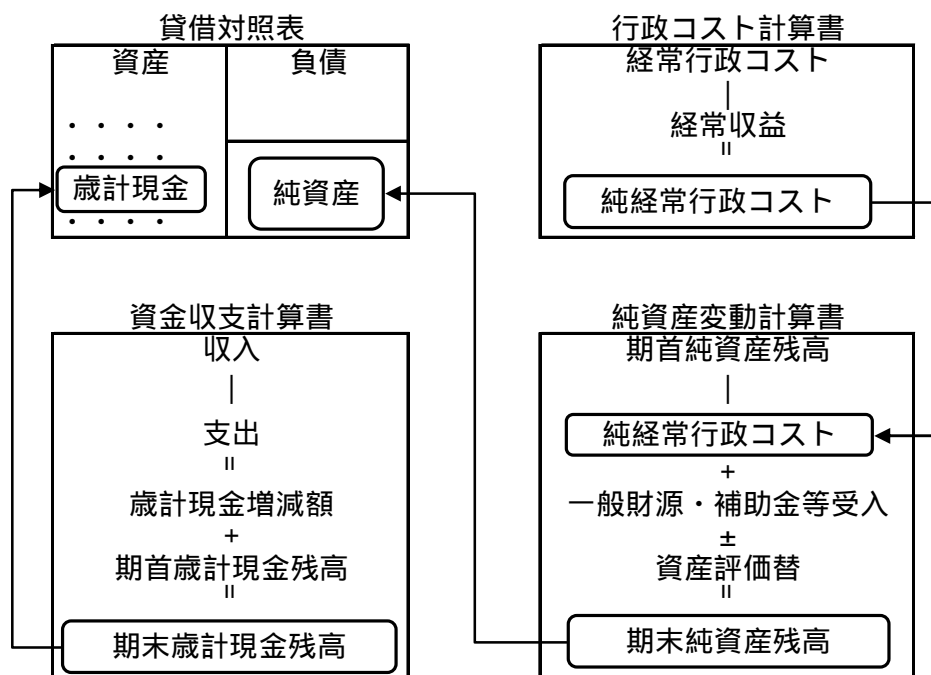 貸借対照表
資産
負債
・・・・
・・・・
歳計現金
・・・・
純資産
行政コスト計算書
経常行政コスト
|
経常収益
=
純経常行政コスト
資金収支計算書
収入
|
支出
=
歳計現金増減額
+
期首歳計現金残高
=
期末歳計現金残高
純資産変動計算書
期首純資産残高
|
純経常行政コスト
+
一般財源・補助金等受入
±
資産評価替
=
期末純資産残高